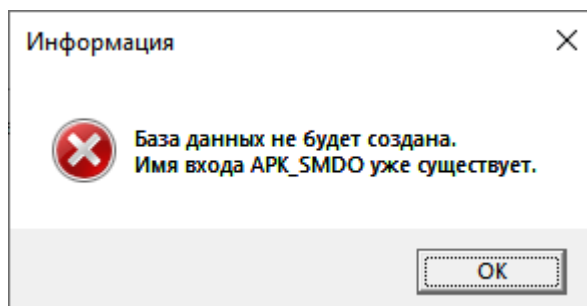 Информация
База данных не будет создана.
Имя входа APK_SMDO уже существует.
OK